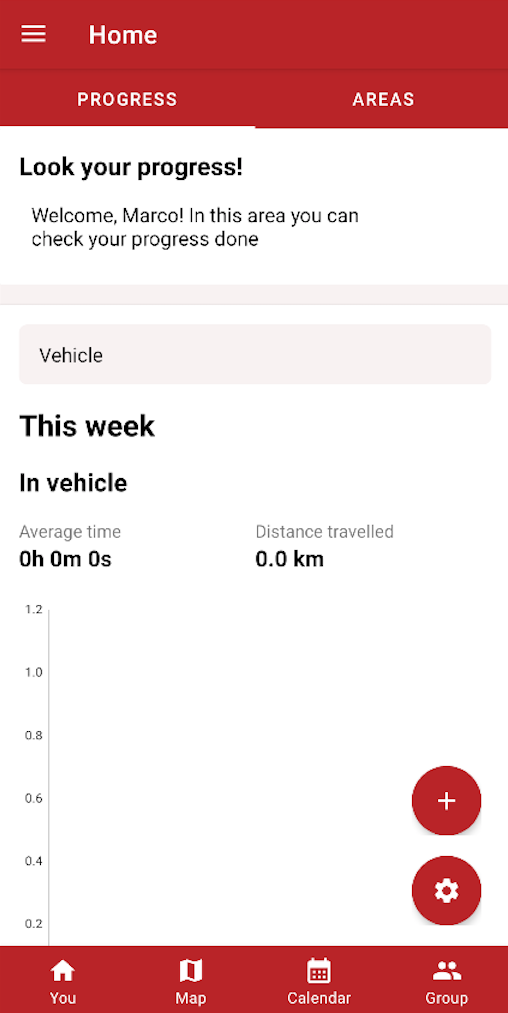 Home
PROGRESS
AREAS
Look your progress!
Welcome, Marco! In this area you can
check your progress done
Vehicle
This week
In vehicle
Average time
Distance travelled
0h 0m 0s
0.0 km
1.2
1.0
0.8
0.6
0.4
0.2
You
Map
Calendar
Group